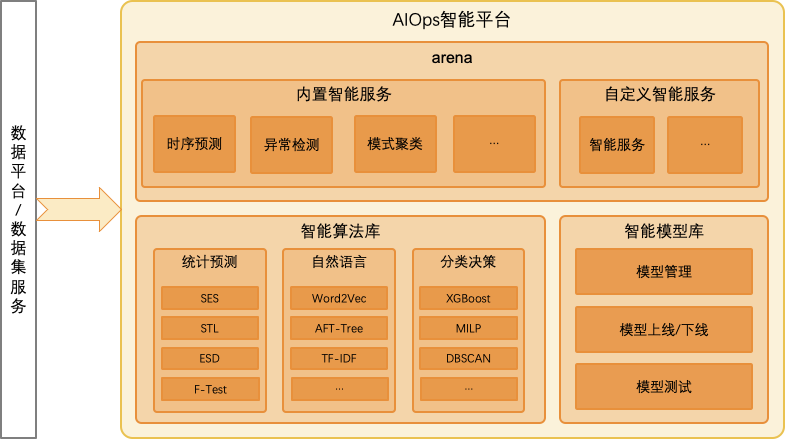 数据平台/数据集服务
AIOps智能平台
arena
内置智能服务
时序预测
异常检测
模式聚类
...
自定义智能服务
智能服务
...
智能算法库
统计预测
SES
STL
ESD
F-Test
自然语言
Word2Vec
AFT-Tree
TF-IDF
...
分类决策
XGBoost
MILP
DBSCAN
...
智能模型库
模型管理
模型上线/下线
模型测试